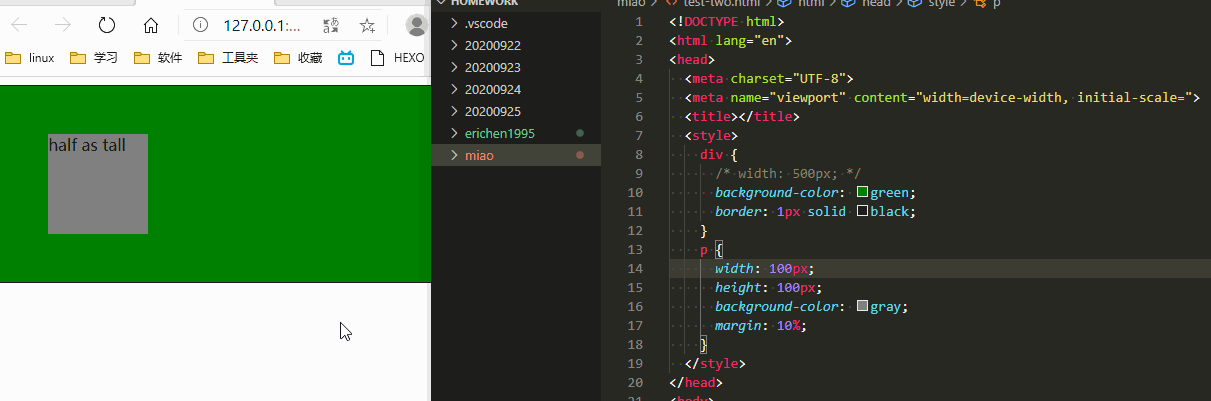 127.0.0.1:...
linux
学习
软件
工具夹
收藏
HEXO
half as tall
HOMEWORK
.vscode
20200922
20200923
20200924
20200925
erichen1995
miao
miao > test-two.html > html > head > style > p
1 <!DOCTYPE html>
2 <html lang="en">
3 <head>
4 <meta charset="UTF-8">
5 <meta name="viewport" content="width=device-width, initial-scale=">
6 <title></title>
7 <style>
8 div {
9 /* width: 500px; */
10 background-color: green;
11 border: 1px solid black;
12 }
13 p {
14 width: 100px;
15 height: 100px;
16 background-color: gray;
17 margin: 10%;
18 }
19 </style>
20 </head>
21 <body>